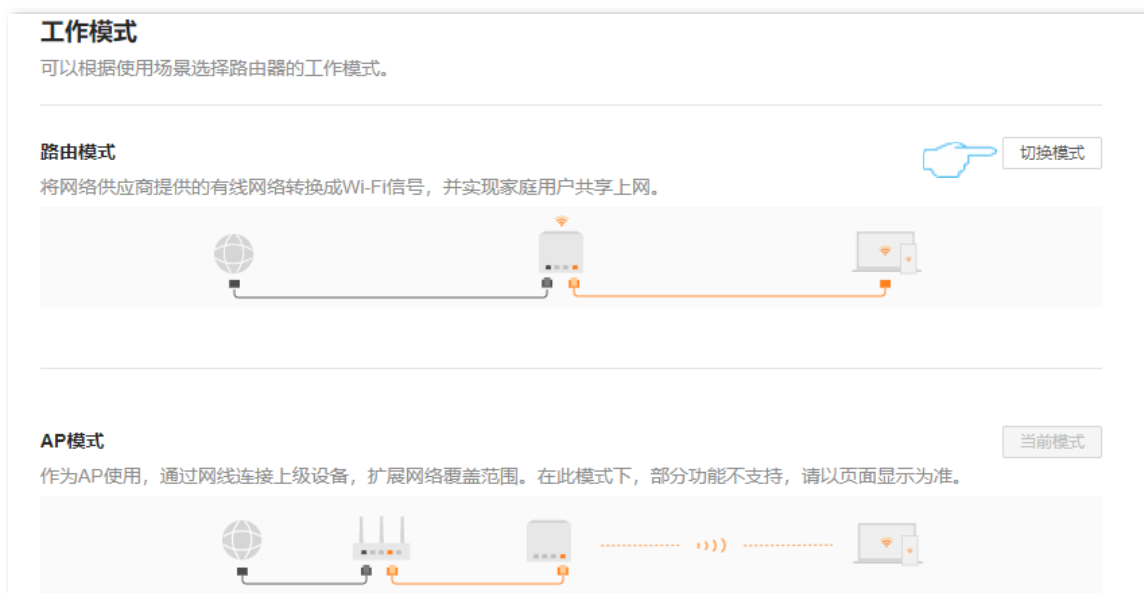 工作模式
可以根据使用场景选择路由器的工作模式。
路由模式
切换模式
将网络供应商提供的有线网络转换成Wi-Fi信号，并实现家庭用户共享上网。
AP模式
当前模式
作为AP使用，通过网线连接上级设备，扩展网络覆盖范围。在此模式下，部分功能不支持，请以页面显示为准。